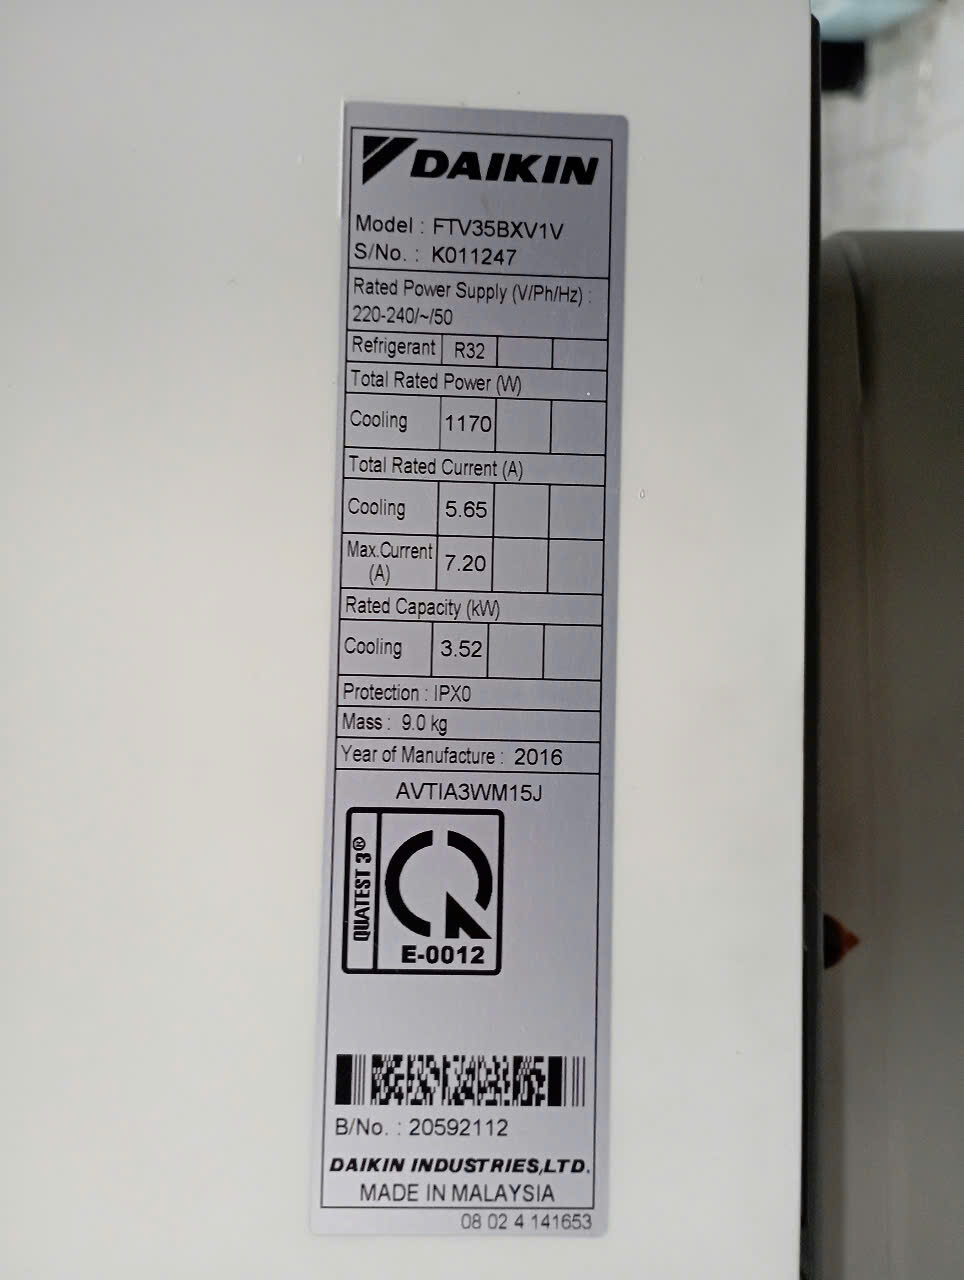 DAIKIN
Model : FTV35BXV1V
S/No. : K011247
Rated Power Supply (V/Ph/Hz) :
220-240/~/50
Refrigerant R32
Total Rated Power (W)
Cooling 1170
Total Rated Current (A)
Cooling 5.65
Max.Current (A) 7.20
Rated Capacity (kW)
Cooling 3.52
Protection : IPX0
Mass : 9.0 kg
Year of Manufacture : 2016
AVTIA3WM15J
QUATEST 3®
E-0012
B/No. : 20592112
DAIKIN INDUSTRIES,LTD.
MADE IN MALAYSIA
08 02 4 141653